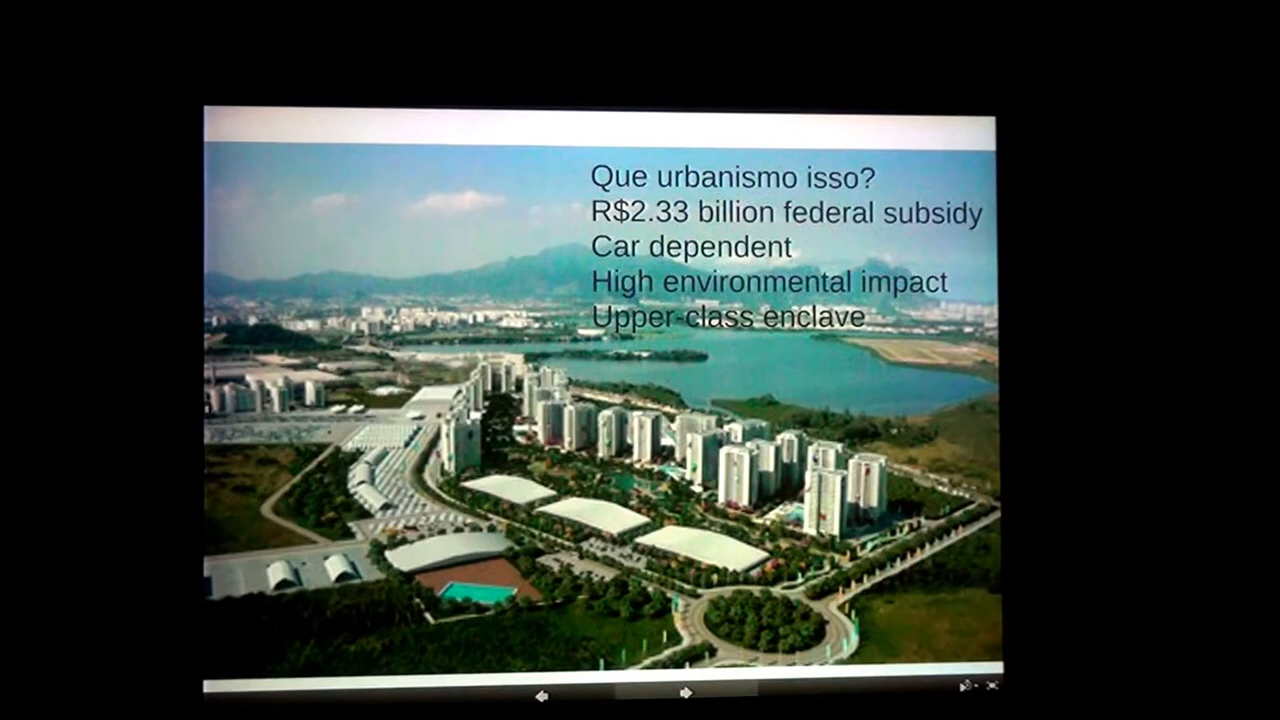 Que urbanismo isso?
R$2.33 billion federal subsidy
Car dependent
High environmental impact
Upper-class enclave